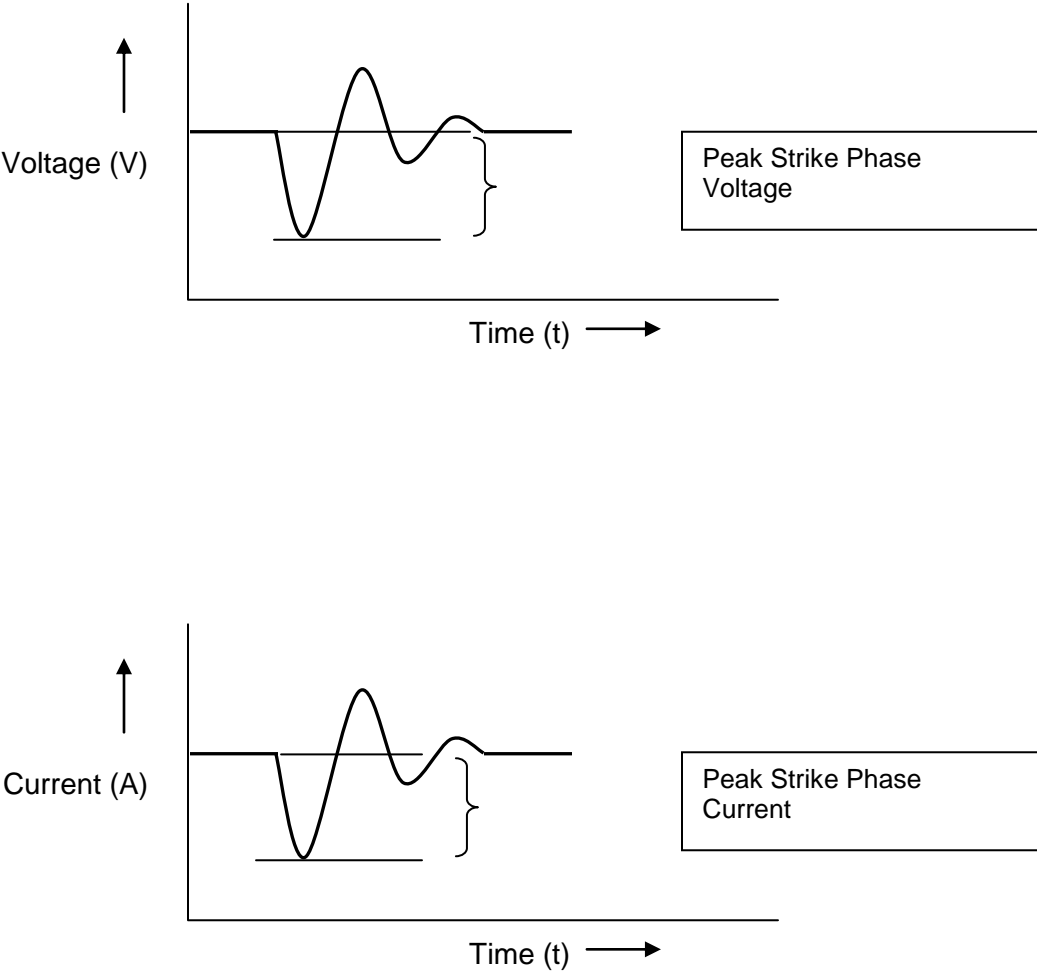 Voltage (V)
Peak Strike Phase
Voltage
Time (t)
Current (A)
Peak Strike Phase
Current
Time (t)